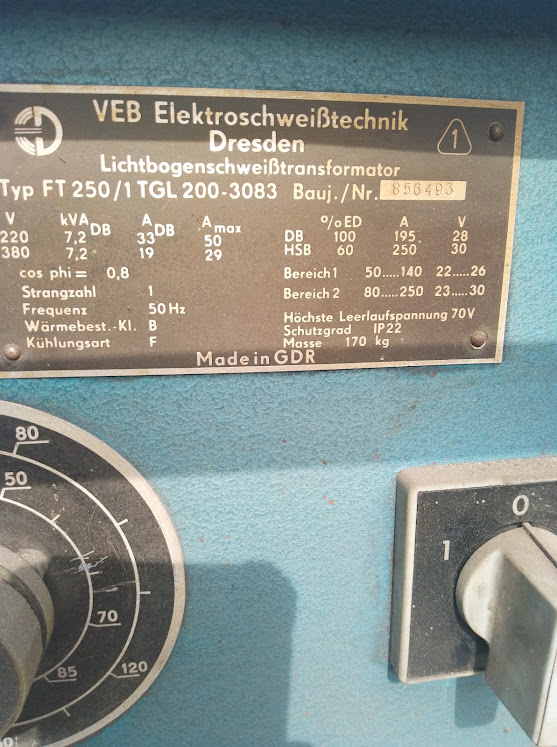 VEB Elektroschweißtechnik
Dresden
1
Lichtbogenschweißtransformator
Typ FT 250/1 TGL 200-3083 Bauj./Nr. 856493
V kVA DB A DB A max
220 7,2 33 50
380 7,2 19 29
cos phi = 0,8
Strangzahl 1
Frequenz 50 Hz
Wärmebest.-Kl. B
Kühlungsart F
%ED A V
DB 100 195 28
HSB 60 250 30
Bereich 1 50.....140 22.....26
Bereich 2 80.....250 23.....30
Höchste Leerlaufspannung 70V
Schutzgrad IP22
Masse 170 kg
Made in GDR
80
50
70
85
120
0
1